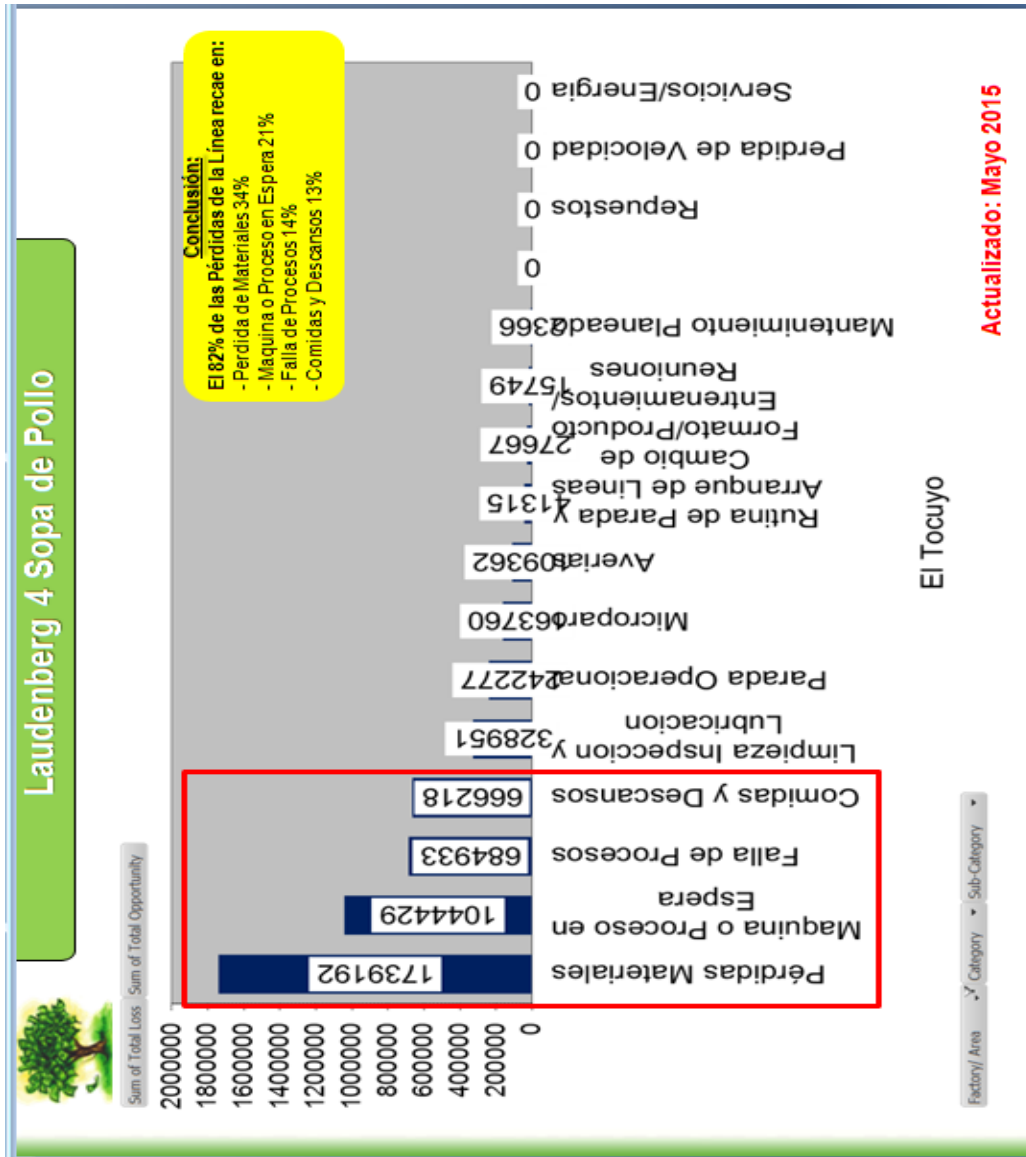 Laudenberg 4 Sopa de Pollo
Sum of Total Loss
Sum of Total Opportunity
2000000
1800000
1600000
1400000
1200000
1000000
800000
600000
400000
200000
0
1739192
1044429
684933
666218
328951
242277
163760
109362
41315
27667
15749
2366
0
0
0
0
Pérdidas Materiales
Maquina o Proceso en
Espera
Falla de Procesos
Comidas y Descansos
Limpieza Inspeccion y
Lubricacion
Parada Operacional
Microparo
Averias
Rutina de Parada y
Arranque de Lineas
Cambio de
Formato/Producto
Entrenamientos/
Reuniones
Mantenimiento Planeado
Repuestos
Perdida de Velocidad
Servicios/Energia
Conclusión:
El 82% de las Pérdidas de la Línea recae en:
- Perdida de Materiales 34%
- Maquina o Proceso en Espera 21%
- Falla de Procesos 14%
- Comidas y Descansos 13%
El Tocuyo
Factory/ Area
Category
Sub-Category
Actualizado: Mayo 2015